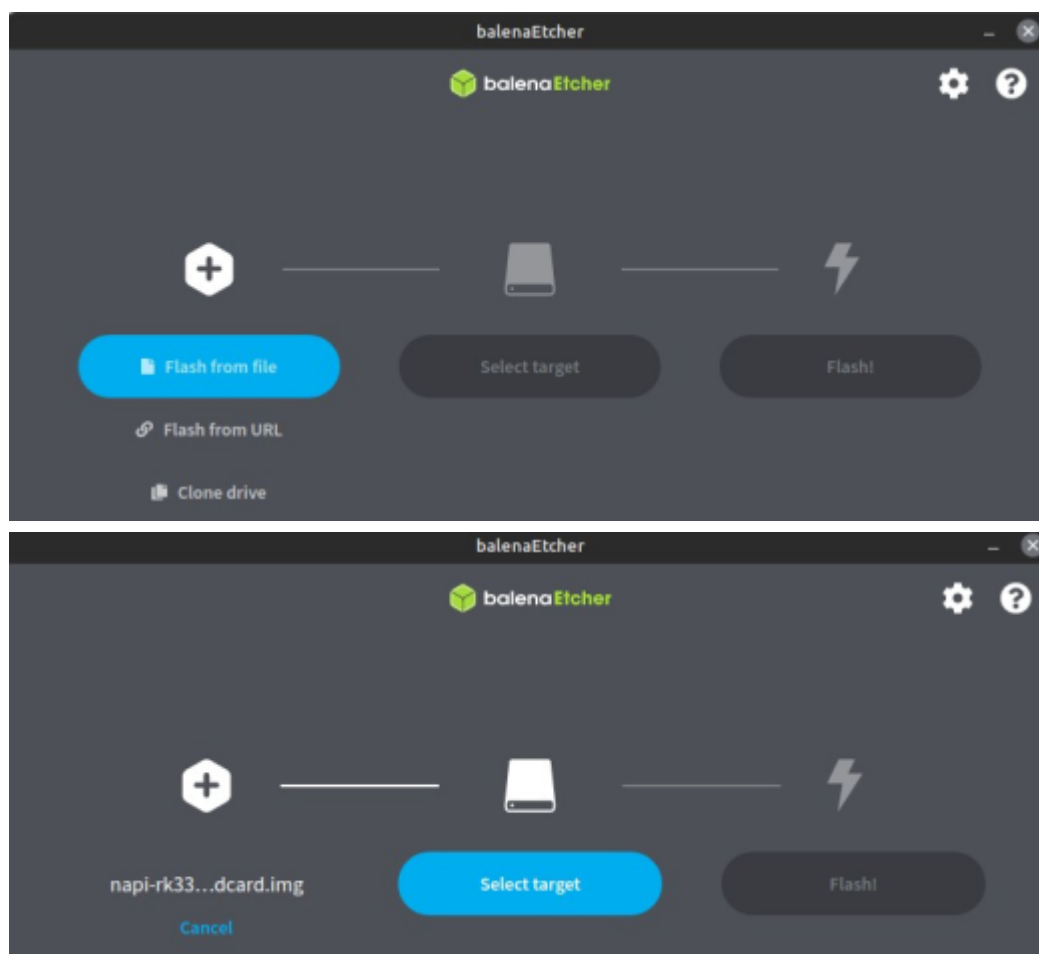 balenaEtcher
balenaEtcher
Flash from file
Select target
Flash!
Flash from URL
Clone drive
balenaEtcher
balenaEtcher
napi-rk33...dcard.img
Select target
Flash!
Cancel